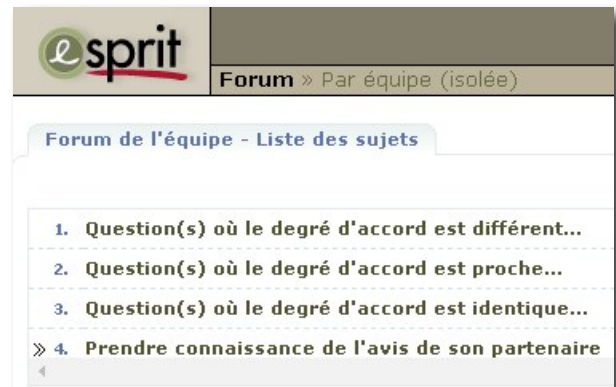 esprit
Forum » Par équipe (isolée)
Forum de l'équipe - Liste des sujets
1. Question(s) où le degré d'accord est différent...
2. Question(s) où le degré d'accord est proche...
3. Question(s) où le degré d'accord est identique...
» 4. Prendre connaissance de l'avis de son partenaire